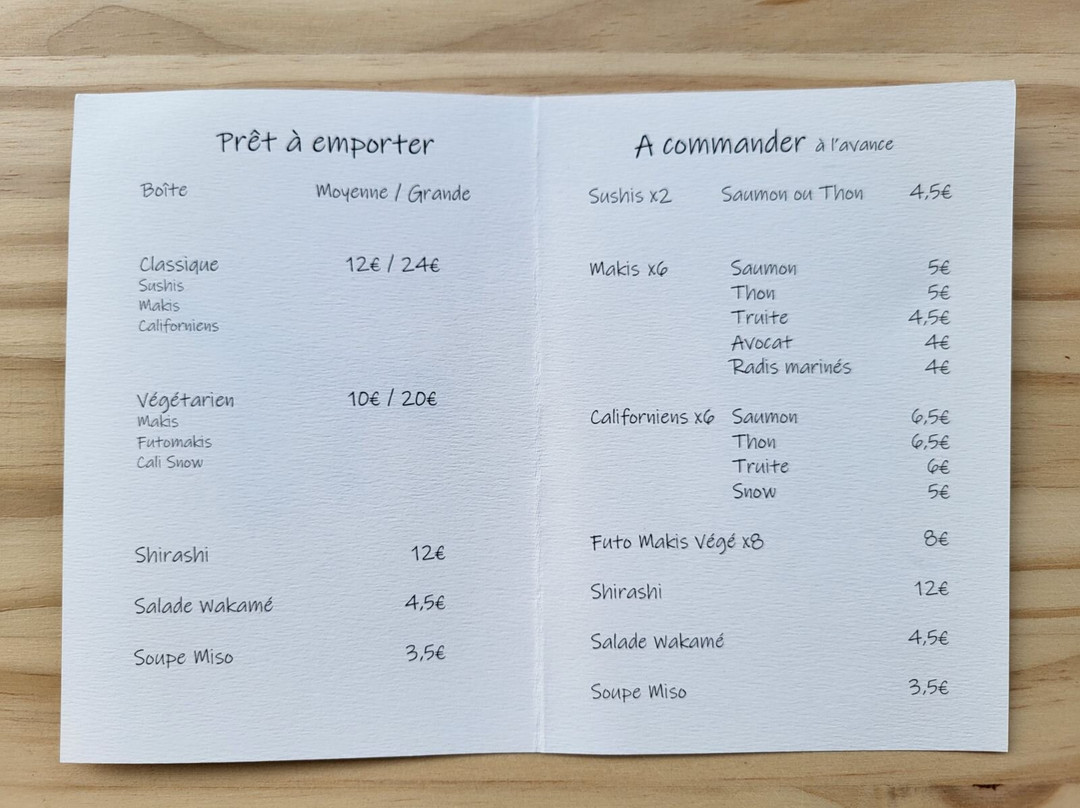 Prêt à emporter
Boîte Moyenne / Grande
Classique 12€ / 24€
Sushis
Makis
Californiens
Végétarien 10€ / 20€
Makis
Futomakis
Cali Snow
Shirashi 12€
Salade Wakamé 4,5€
Soupe Miso 3,5€
A commander à l'avance
Sushis x2 Saumon ou Thon 4,5€
Makis x6 Saumon 5€
Thon 5€
Truite 4,5€
Avocat 4€
Radis marinés 4€
Californiens x6 Saumon 6,5€
Thon 6,5€
Truite 6€
Snow 5€
Futo Makis Végé x8 8€
Shirashi 12€
Salade Wakamé 4,5€
Soupe Miso 3,5€